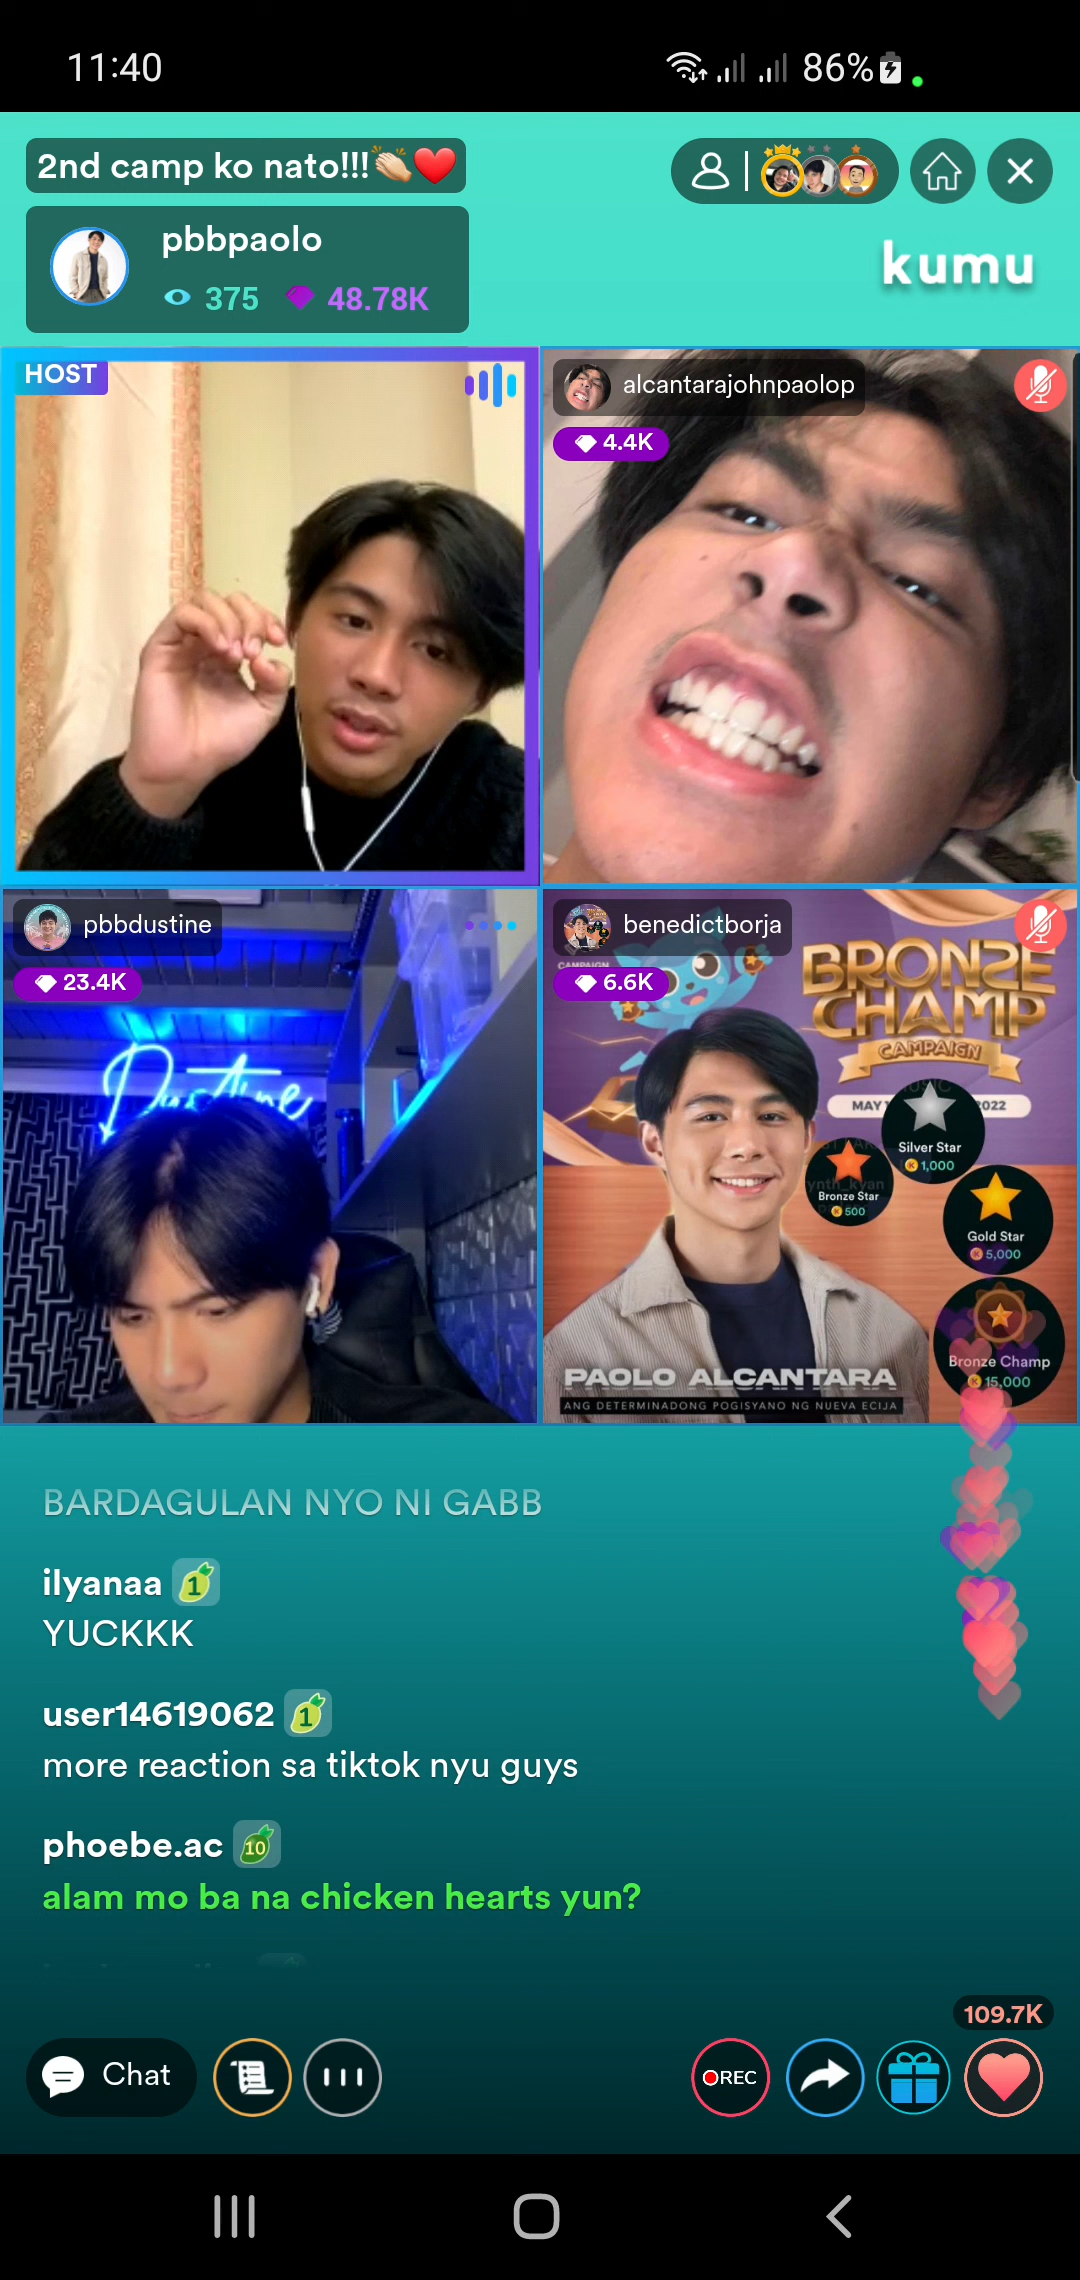 11:40
86%
2nd camp ko nato!!!👏🏻❤️
pbbpaolo
375 48.78K
kumu
HOST
alcantarajohnpaolop
4.4K
pbbdustine
23.4K
Dustine
benedictborja
6.6K
CAMPAIGN
BRONZE
CHAMP
CAMPAIGN
MAY
2022
Silver Star
1,000
Bronze Star
500
Gold Star
5,000
Bronze Champ
15,000
PAOLO ALCANTARA
ANG DETERMINADONG POGISYANO NG NUEVA ECIJA
BARDAGULAN NYO NI GABB
ilyanaa 1
YUCKKK
user14619062 1
more reaction sa tiktok nyu guys
phoebe.ac 10
alam mo ba na chicken hearts yun?
109.7K
Chat
REC